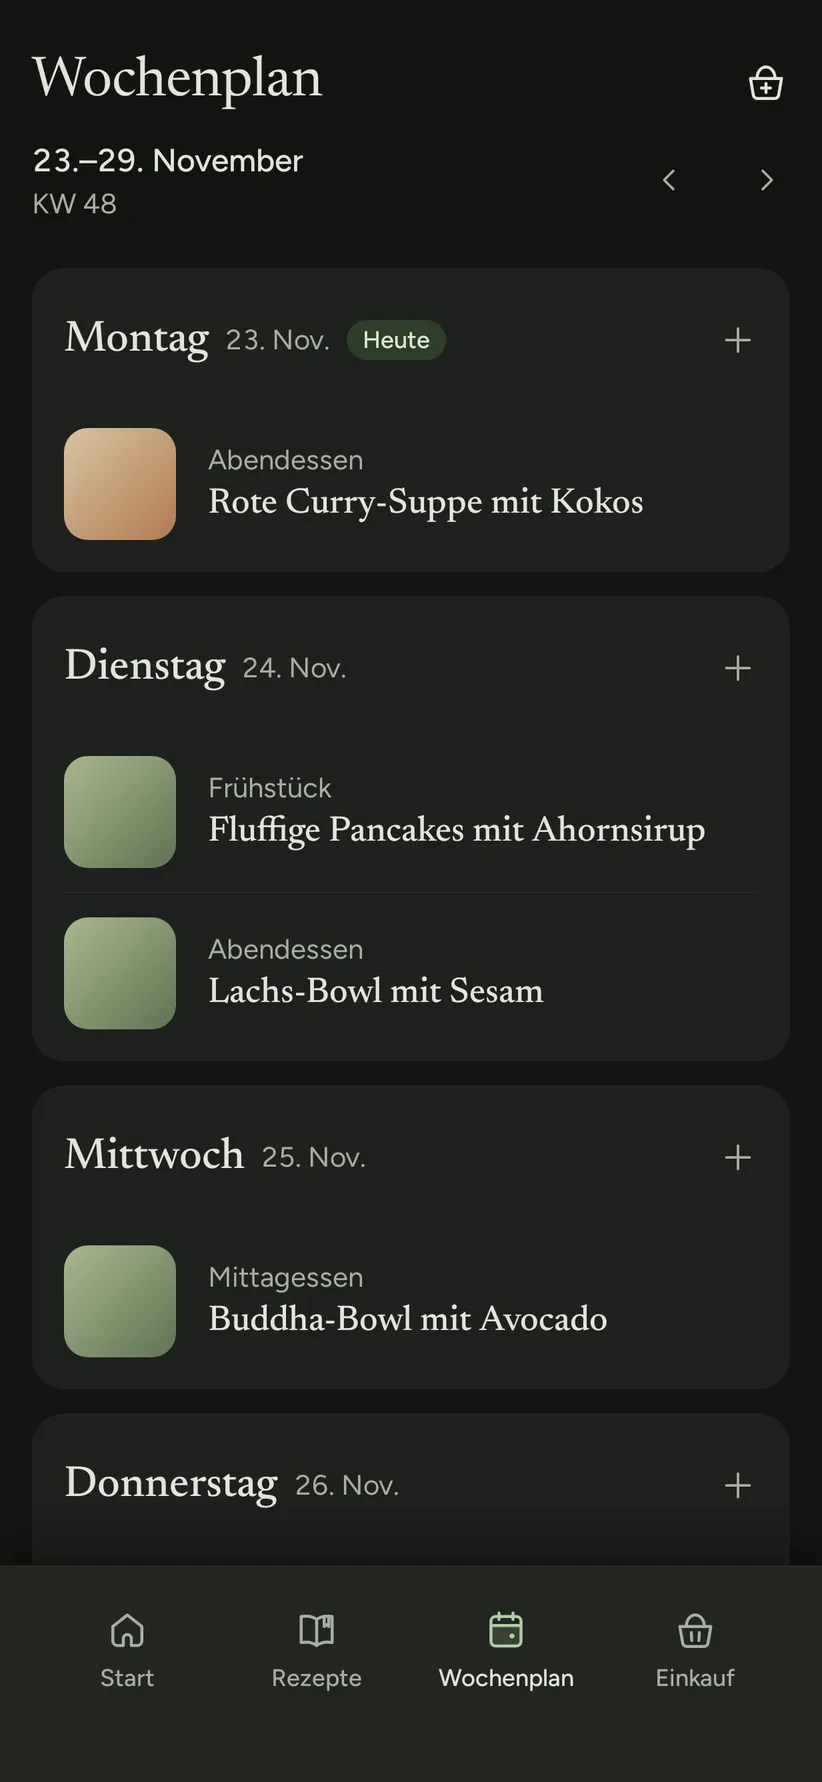 Wochenplan
23.–29. November
KW 48
Montag 23. Nov. Heute
Abendessen
Rote Curry-Suppe mit Kokos
Dienstag 24. Nov.
Frühstück
Fluffige Pancakes mit Ahornsirup
Abendessen
Lachs-Bowl mit Sesam
Mittwoch 25. Nov.
Mittagessen
Buddha-Bowl mit Avocado
Donnerstag 26. Nov.
Start Rezepte Wochenplan Einkauf